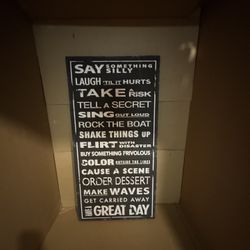 SAY SOMETHING SILLY
LAUGH 'TIL IT HURTS
TAKE A RISK
TELL A SECRET
SING OUT LOUD
ROCK THE BOAT
SHAKE THINGS UP
FLIRT WITH DISASTER
BUY SOMETHING FRIVOLOUS
COLOR OUTSIDE THE LINES
CAUSE A SCENE
ORDER DESSERT
MAKE WAVES
GET CARRIED AWAY
GREAT DAY